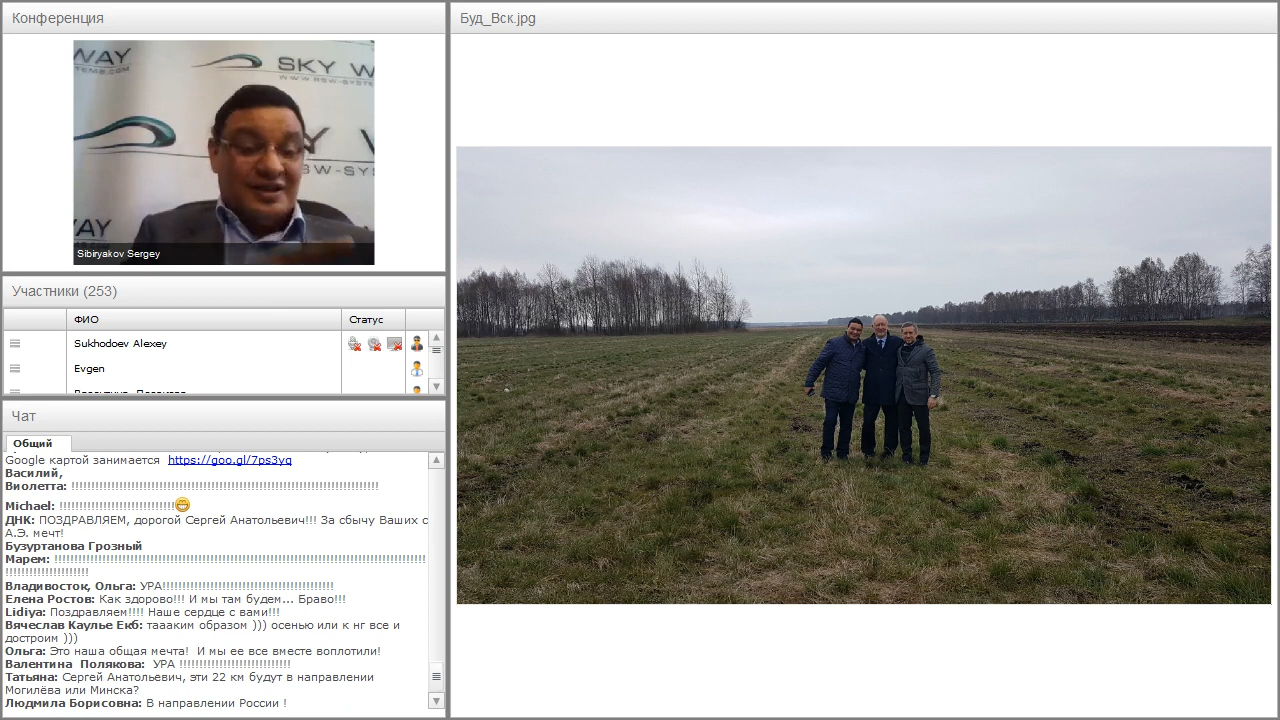 Конференция
WAY
SKY W
WWW.RSW-SYSTE
Sibiryakov Sergey
Участники (253)
ФИО
Статус
Sukhodoev Alexey
Evgen
Чат
Общий
Google картой занимается https://goo.gl/7ps3yq
Василий,
Виолетта: !!!!!!!!!!!!!!!!!!!!!!!!!!!!!!!!!!!!!!!!!!!!!!!!!!!!!!!!!!!!!!!!!!!!!!!!!!!!!
Michael: !!!!!!!!!!!!!!!!!!!!!!!!!!!!!
ДНК: ПОЗДРАВЛЯЕМ, дорогой Сергей Анатольевич!!! За сбычу Ваших с
А.Э. мечт!
Бузуртанова Грозный
Марем: !!!!!!!!!!!!!!!!!!!!!!!!!!!!!!!!!!!!!!!!!!!!!!!!!!!!!!!!!!!!!!!!!!!!!!!!!!!!!!!!!!!!!!!!!!!!!
!!!!!!!!!!!!!!!!!!!!!
Владивосток, Ольга: УРА!!!!!!!!!!!!!!!!!!!!!!!!!!!!!!!!!!!!!!!!!!!
Елена Ростов: Как здорово!!! И мы там будем... Браво!!!
Lidiya: Поздравляем!!!! Наше сердце с вами!!!
Вячеслав Каулье Екб: таааким образом ))) осенью или к нг все и
достроим )))
Ольга: Это наша общая мечта! И мы ее все вместе воплотили!
Валентина Полякова: УРА !!!!!!!!!!!!!!!!!!!!!!!!!!!!
Татьяна: Сергей Анатольевич, эти 22 км будут в направлении
Могилёва или Минска?
Людмила Борисовна: В направлении России !
Буд_Вск.jpg